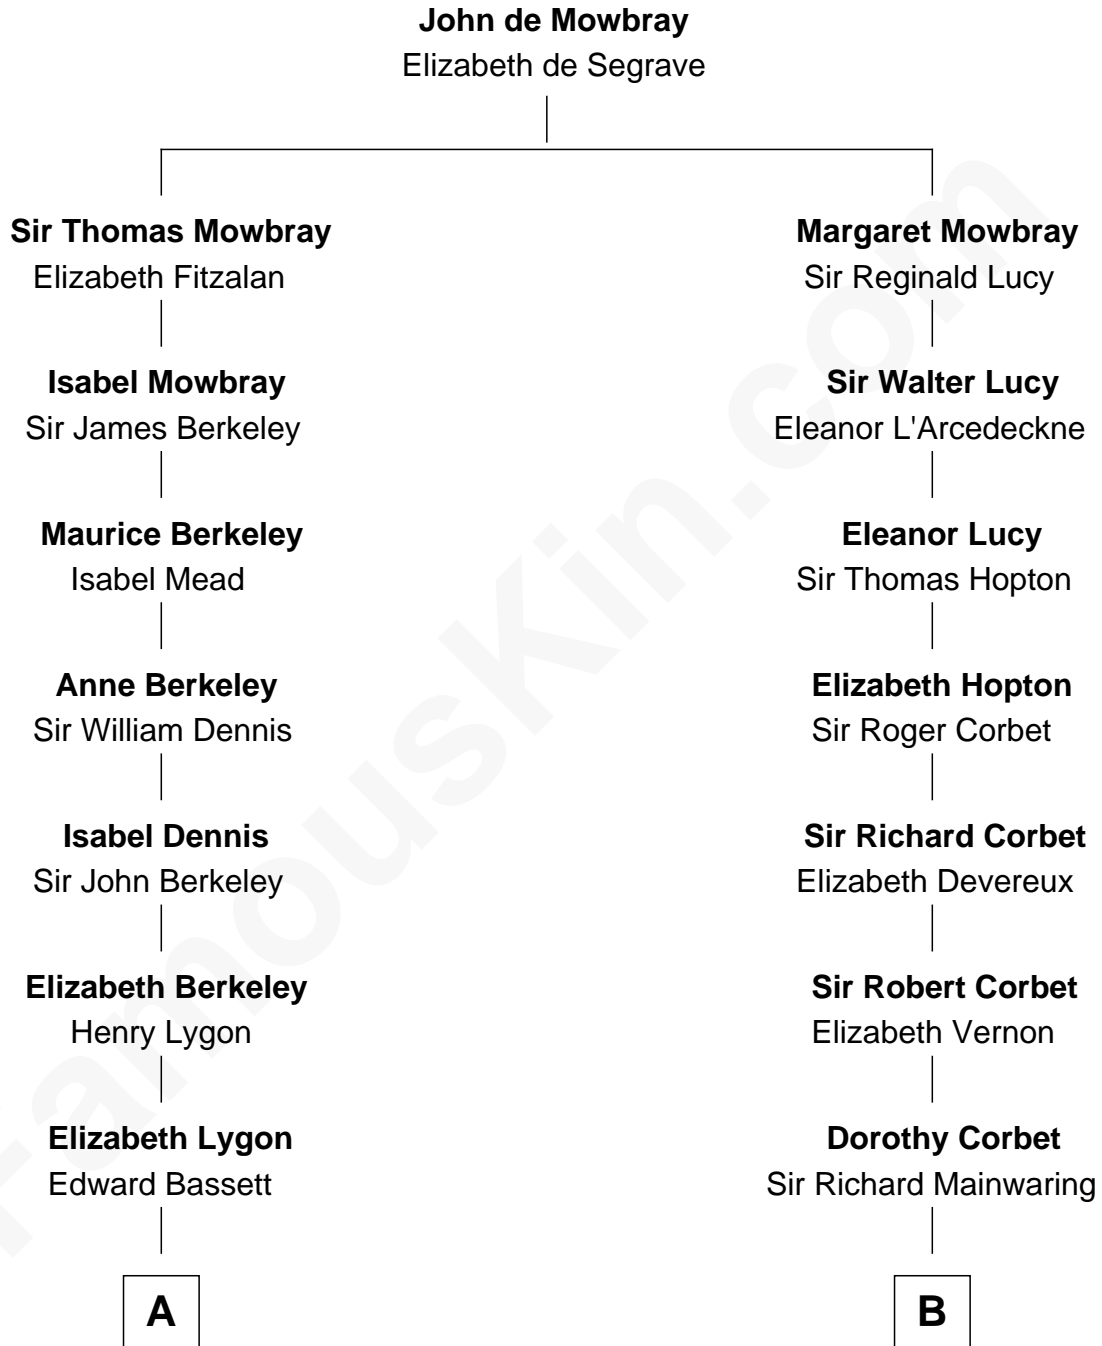 John de Mowbray
Elizabeth de Segrave
Sir Thomas Mowbray
Elizabeth Fitzalan
Margaret Mowbray
Sir Reginald Lucy
Isabel Mowbray
Sir James Berkeley
Sir Walter Lucy
Eleanor L'Arcedeckne
Maurice Berkeley
Isabel Mead
Eleanor Lucy
Sir Thomas Hopton
Anne Berkeley
Sir William Dennis
Elizabeth Hopton
Sir Roger Corbet
Isabel Dennis
Sir John Berkeley
Sir Richard Corbet
Elizabeth Devereux
Elizabeth Berkeley
Henry Lygon
Sir Robert Corbet
Elizabeth Vernon
Elizabeth Lygon
Edward Bassett
Dorothy Corbet
Sir Richard Mainwaring
A
B
FamousKin.com